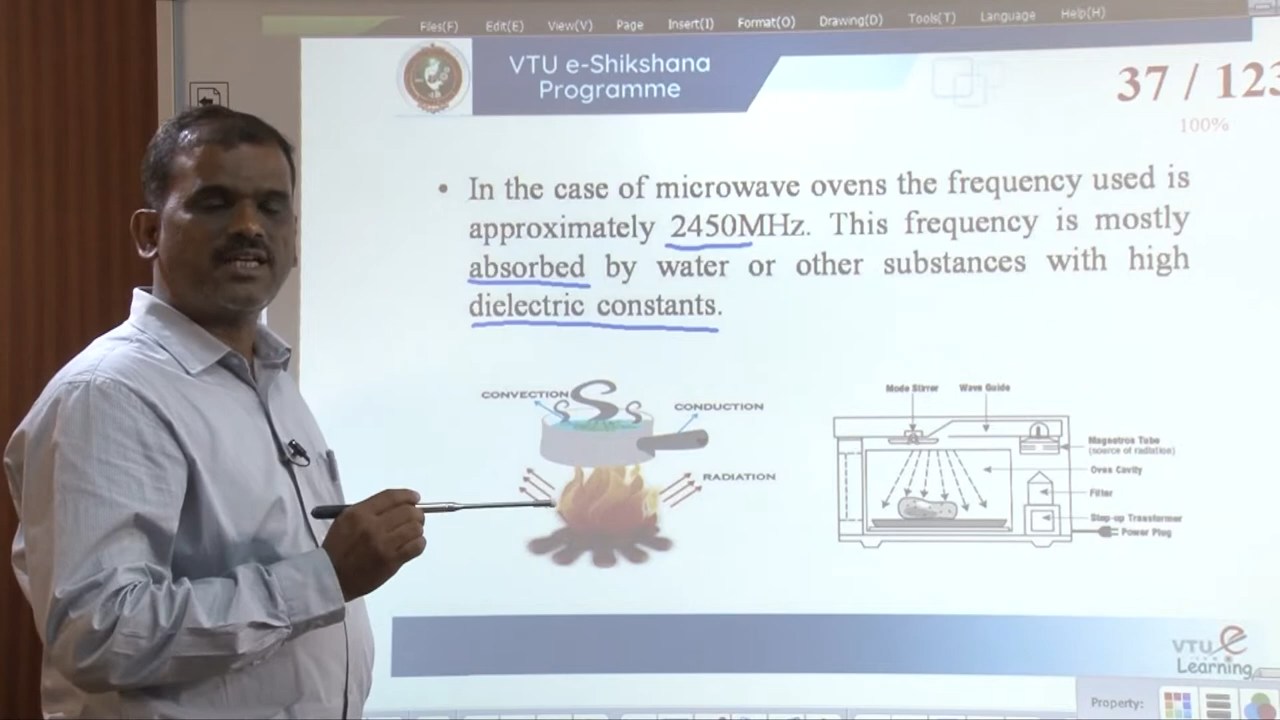 Files(F) Edit(E) View(V) Page Insert(I) Format(O) Drawing(D) Tools(T) Language Help(H)
VTU e-Shikshana
Programme
37 / 123
100%
• In the case of microwave ovens the frequency used is
approximately 2450MHz. This frequency is mostly
absorbed by water or other substances with high
dielectric constants.
CONVECTION
CONDUCTION
RADIATION
Mode Stirrer Wave Guide
Magnetron Tube
(source of radiation)
Oven Cavity
Filter
Step-up Transformer
Power Plug
VTU e
Learning
Property: